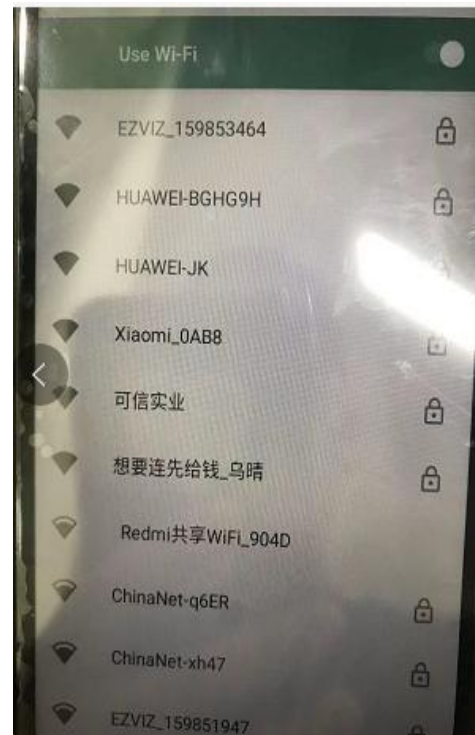 Use Wi-Fi
EZVIZ_159853464
HUAWEI-BGHG9H
HUAWEI-JK
Xiaomi_0AB8
可信实业
想要连先给钱_乌晴
Redmi共享WiFi_904D
ChinaNet-q6ER
ChinaNet-xh47
EZVIZ_159851947